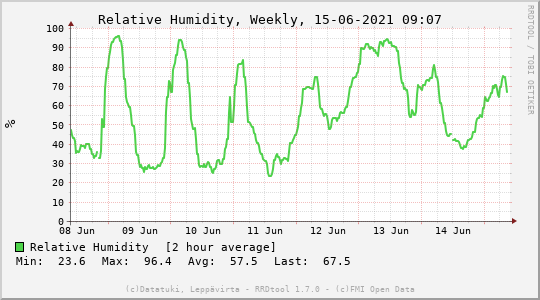 Relative Humidity, Weekly, 15-06-2021 09:07
RRDTOOL / TOBI OETIKER
%
100
90
80
70
60
50
40
30
20
10
0
08 Jun 09 Jun 10 Jun 11 Jun 12 Jun 13 Jun 14 Jun
Relative Humidity [2 hour average]
Min: 23.6 Max: 96.4 Avg: 57.5 Last: 67.5
(c)Datatuki, Leppävirta - RRDtool 1.7.0 - (c)FMI Open Data